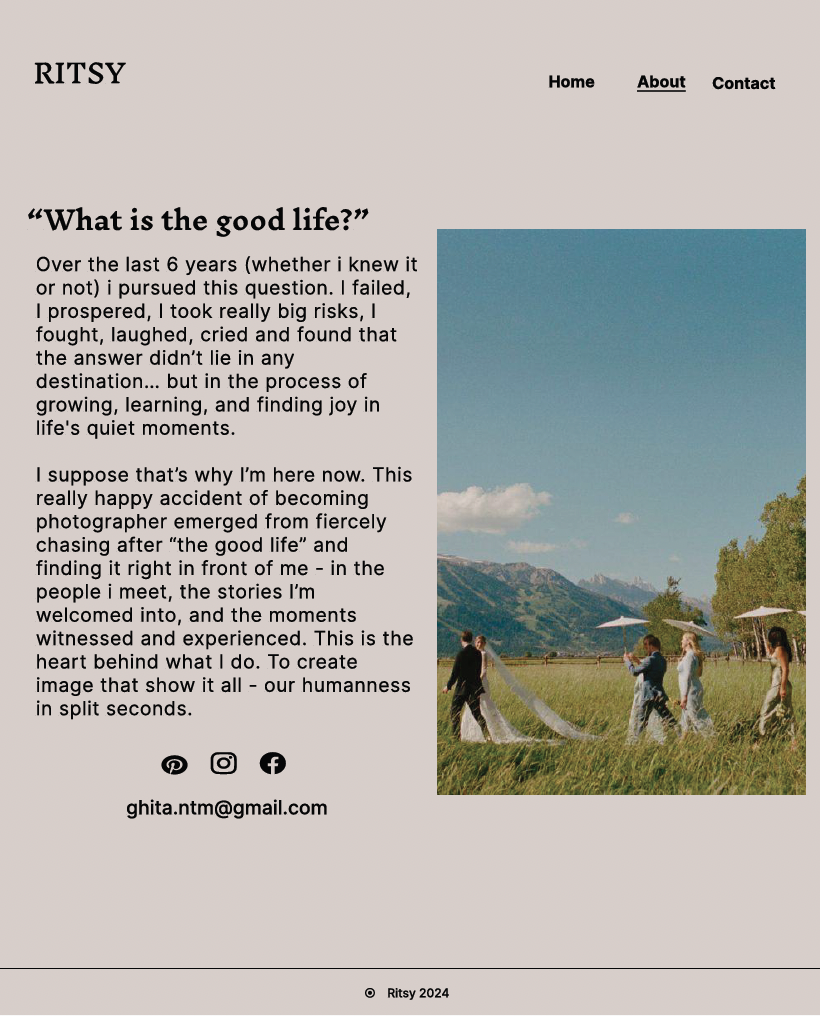 RITSY
Home About Contact
“What is the good life?”
Over the last 6 years (whether i knew it
or not) i pursued this question. I failed,
I prospered, I took really big risks, I
fought, laughed, cried and found that
the answer didn’t lie in any
destination... but in the process of
growing, learning, and finding joy in
life's quiet moments.
I suppose that’s why I’m here now. This
really happy accident of becoming
photographer emerged from fiercely
chasing after “the good life” and
finding it right in front of me - in the
people i meet, the stories I’m
welcomed into, and the moments
witnessed and experienced. This is the
heart behind what I do. To create
image that show it all - our humanness
in split seconds.
ghita.ntm@gmail.com
© Ritsy 2024